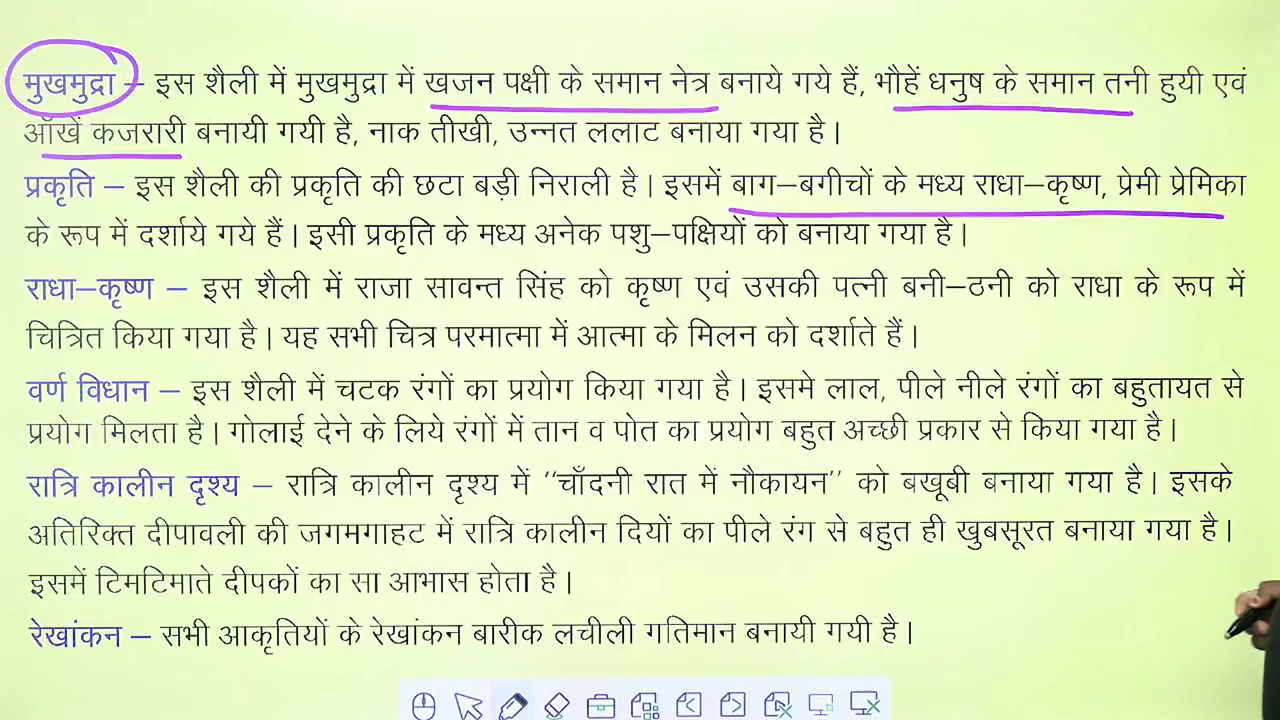 मुखमुद्रा – इस शैली में मुखमुद्रा में खजन पक्षी के समान नेत्र बनाये गये हैं, भौहें धनुष के समान तनी हुयी एवं
आँखें कजरारी बनायी गयी है, नाक तीखी, उन्नत ललाट बनाया गया है।
प्रकृति – इस शैली की प्रकृति की छटा बड़ी निराली है। इसमें बाग–बगीचों के मध्य राधा–कृष्ण, प्रेमी प्रेमिका
के रूप में दर्शाये गये हैं। इसी प्रकृति के मध्य अनेक पशु–पक्षियों को बनाया गया है।
राधा–कृष्ण – इस शैली में राजा सावन्त सिंह को कृष्ण एवं उसकी पत्नी बनी–ठनी को राधा के रूप में
चित्रित किया गया है। यह सभी चित्र परमात्मा में आत्मा के मिलन को दर्शाते हैं।
वर्ण विधान – इस शैली में चटक रंगों का प्रयोग किया गया है। इसमे लाल, पीले नीले रंगों का बहुतायत से
प्रयोग मिलता है। गोलाई देने के लिये रंगों में तान व पोत का प्रयोग बहुत अच्छी प्रकार से किया गया है।
रात्रि कालीन दृश्य – रात्रि कालीन दृश्य में ‘‘चाँदनी रात में नौकायन’’ को बखूबी बनाया गया है। इसके
अतिरिक्त दीपावली की जगमगाहट में रात्रि कालीन दियों का पीले रंग से बहुत ही खुबसूरत बनाया गया है।
इसमें टिमटिमाते दीपकों का सा आभास होता है।
रेखांकन – सभी आकृतियों के रेखांकन बारीक लचीली गतिमान बनायी गयी है।